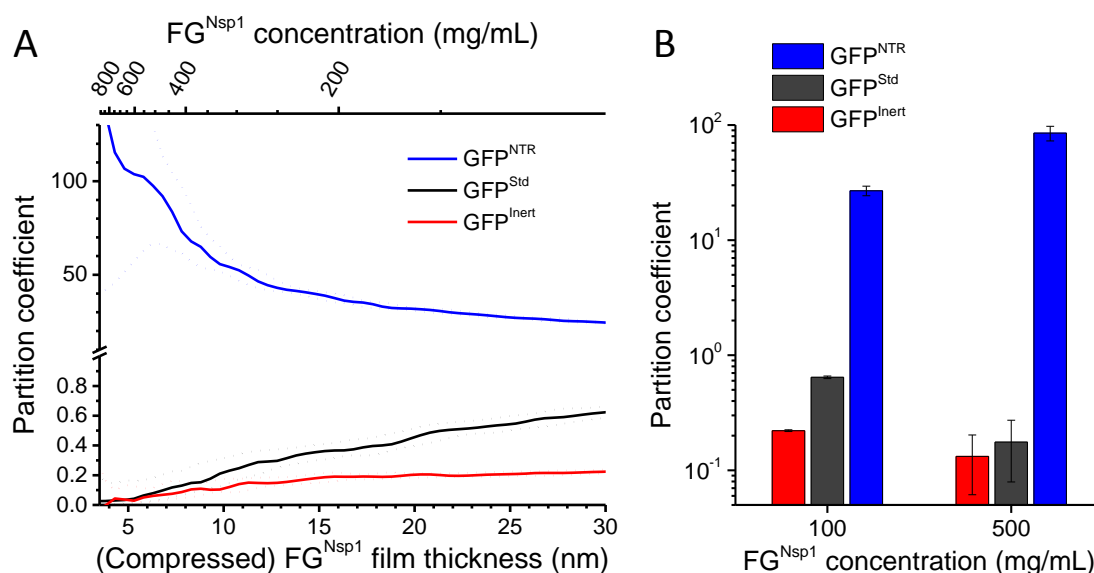 A
FG^Nsp1 concentration (mg/mL)
800 600 400 200
Partition coefficient
100
50
0.8
0.6
0.4
0.2
0.0
GFP^NTR
GFP^Std
GFP^Inert
5 10 15 20 25 30
(Compressed) FG^Nsp1 film thickness (nm)
B
GFP^NTR
GFP^Std
GFP^Inert
Partition coefficient
10^2
10^1
10^0
10^-1
100 500
FG^Nsp1 concentration (mg/mL)